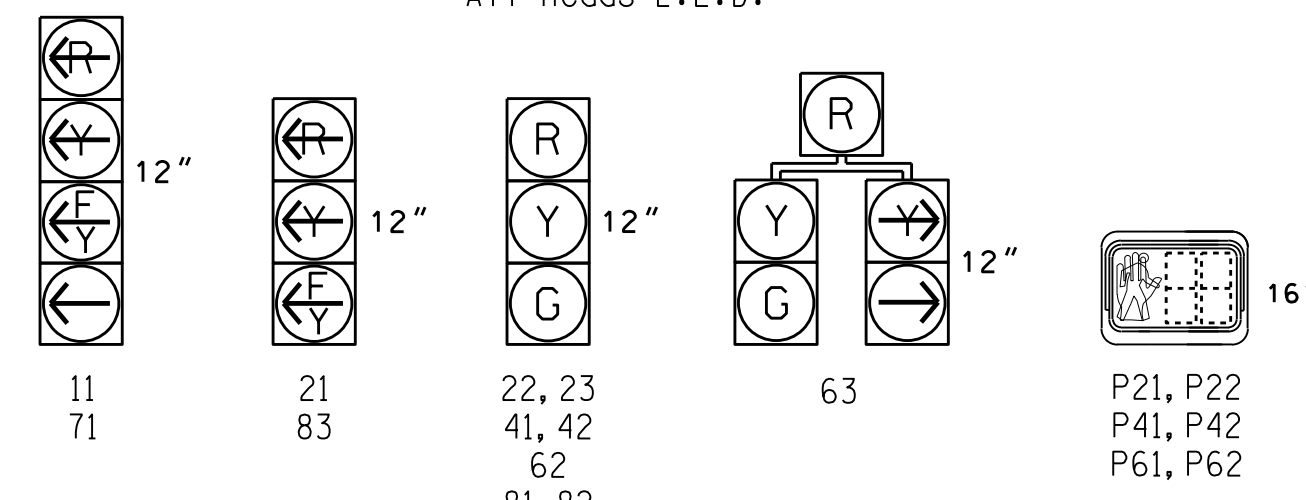 R
Y
F
Y
12"
11
71
R
Y
F
Y
12"
21
83
R
Y
G
12"
22, 23
41, 42
62
R
Y
G
Y
12"
63
16
P21, P22
P41, P42
P61, P62